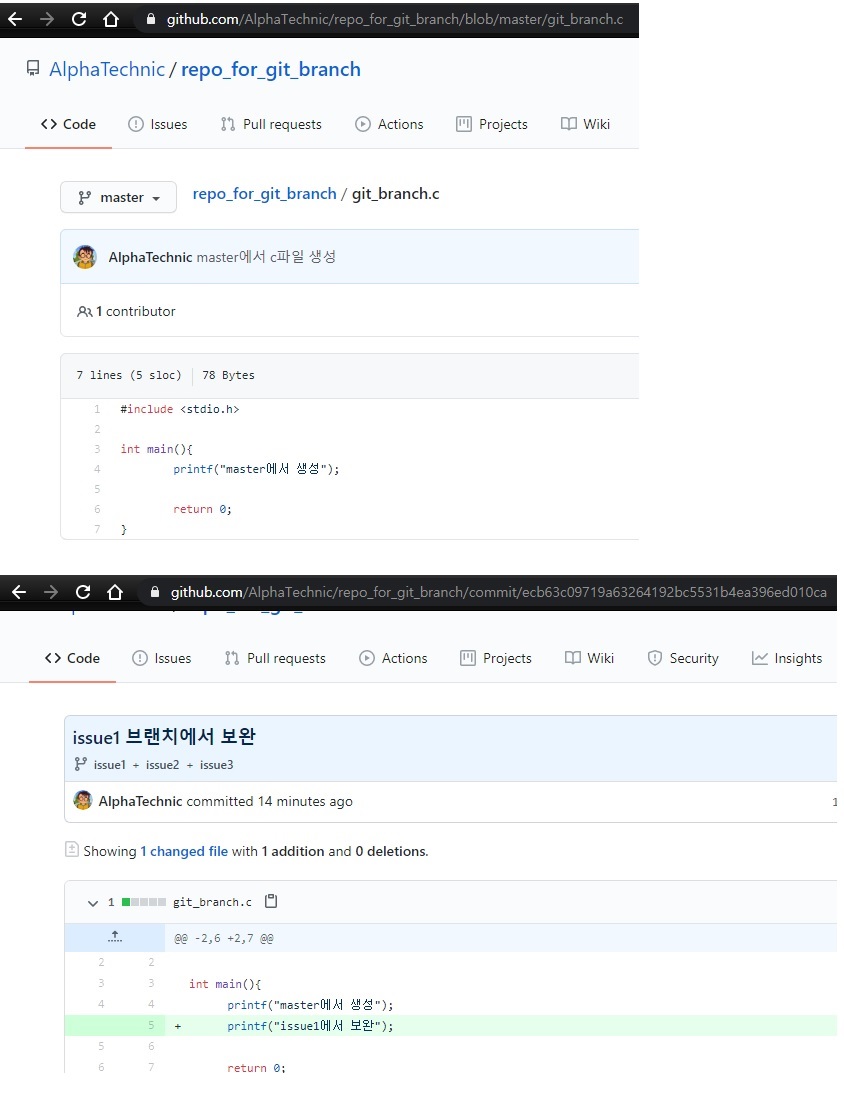 github.com/AlphaTechnic/repo_for_git_branch/blob/master/git_branch.c
AlphaTechnic / repo_for_git_branch
Code Issues Pull requests Actions Projects Wiki
master repo_for_git_branch / git_branch.c
AlphaTechnic master에서 c파일 생성
1 contributor
7 lines (5 sloc) 78 Bytes
1 #include <stdio.h>
2
3 int main(){
4 printf("master에서 생성");
5
6 return 0;
7 }
github.com/AlphaTechnic/repo_for_git_branch/commit/ecb63c09719a63264192bc5531b4ea396ed010ca
Code Issues Pull requests Actions Projects Wiki Security Insights
issue1 브랜치에서 보완
issue1 + issue2 + issue3
AlphaTechnic committed 14 minutes ago
Showing 1 changed file with 1 addition and 0 deletions.
1 git_branch.c
@@ -2,6 +2,7 @@
2 2
3 3 int main(){
4 4 printf("master에서 생성");
5 + printf("issue1에서 보완");
5 6
6 7 return 0;